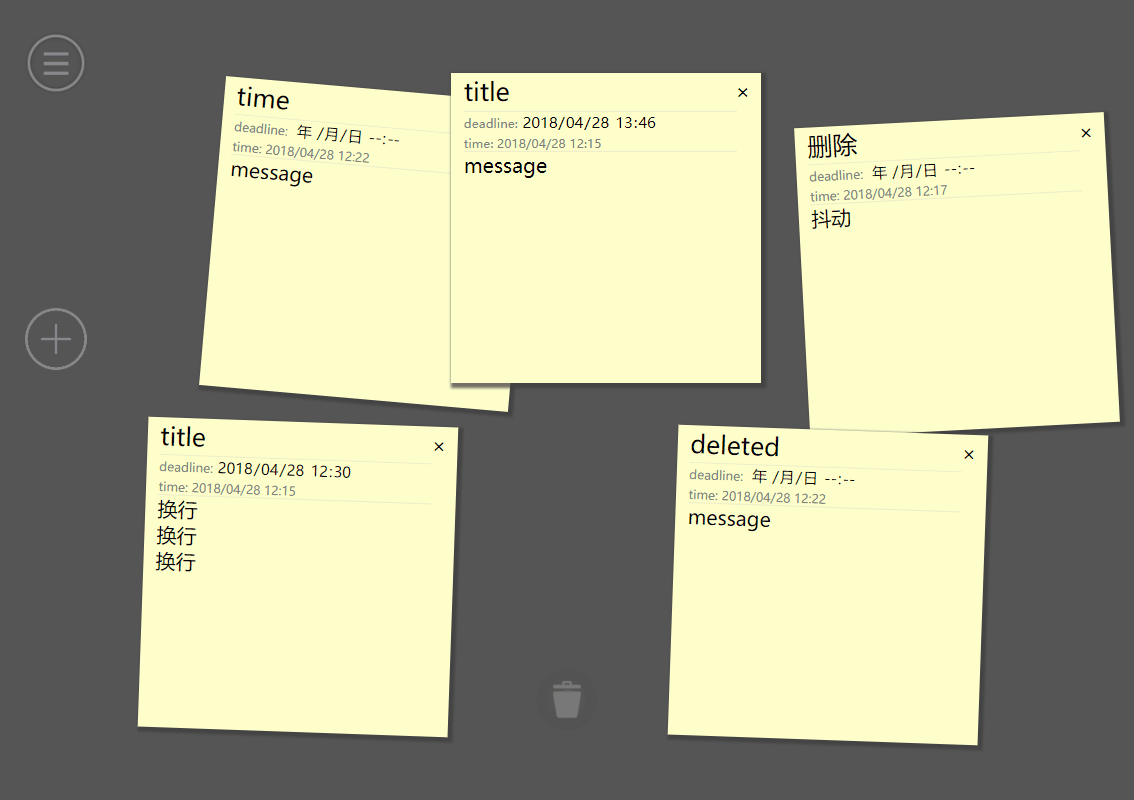 time
deadline: 年 /月/日 --:--
time: 2018/04/28 12:22
message
title
×
deadline: 2018/04/28 13:46
time: 2018/04/28 12:15
message
删除
×
deadline: 年 /月/日 --:--
time: 2018/04/28 12:17
抖动
title
×
deadline: 2018/04/28 12:30
time: 2018/04/28 12:15
换行
换行
换行
deleted
×
deadline: 年 /月/日 --:--
time: 2018/04/28 12:22
message